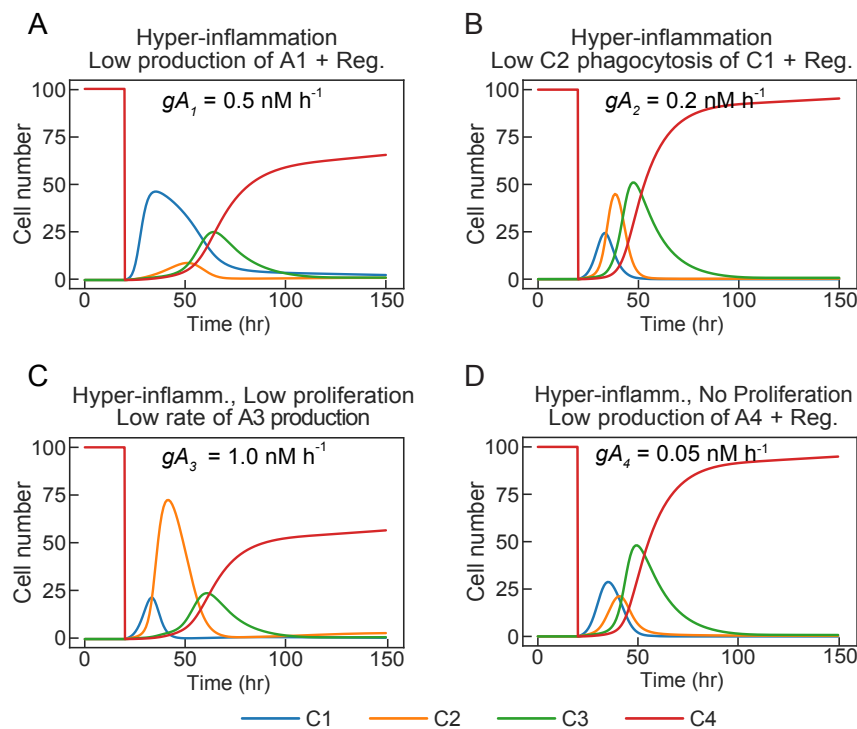 A
Hyper-inflammation
Low production of A1 + Reg.
gA1 = 0.5 nM h-1
Cell number
100
75
50
25
0
0 50 100 150
Time (hr)
B
Hyper-inflammation
Low C2 phagocytosis of C1 + Reg.
gA2 = 0.2 nM h-1
Cell number
100
75
50
25
0
0 50 100 150
Time (hr)
C
Hyper-inflamm., Low proliferation
Low rate of A3 production
gA3 = 1.0 nM h-1
Cell number
100
75
50
25
0
0 50 100 150
Time (hr)
D
Hyper-inflamm., No Proliferation
Low production of A4 + Reg.
gA4 = 0.05 nM h-1
Cell number
100
75
50
25
0
0 50 100 150
Time (hr)
C1 C2 C3 C4